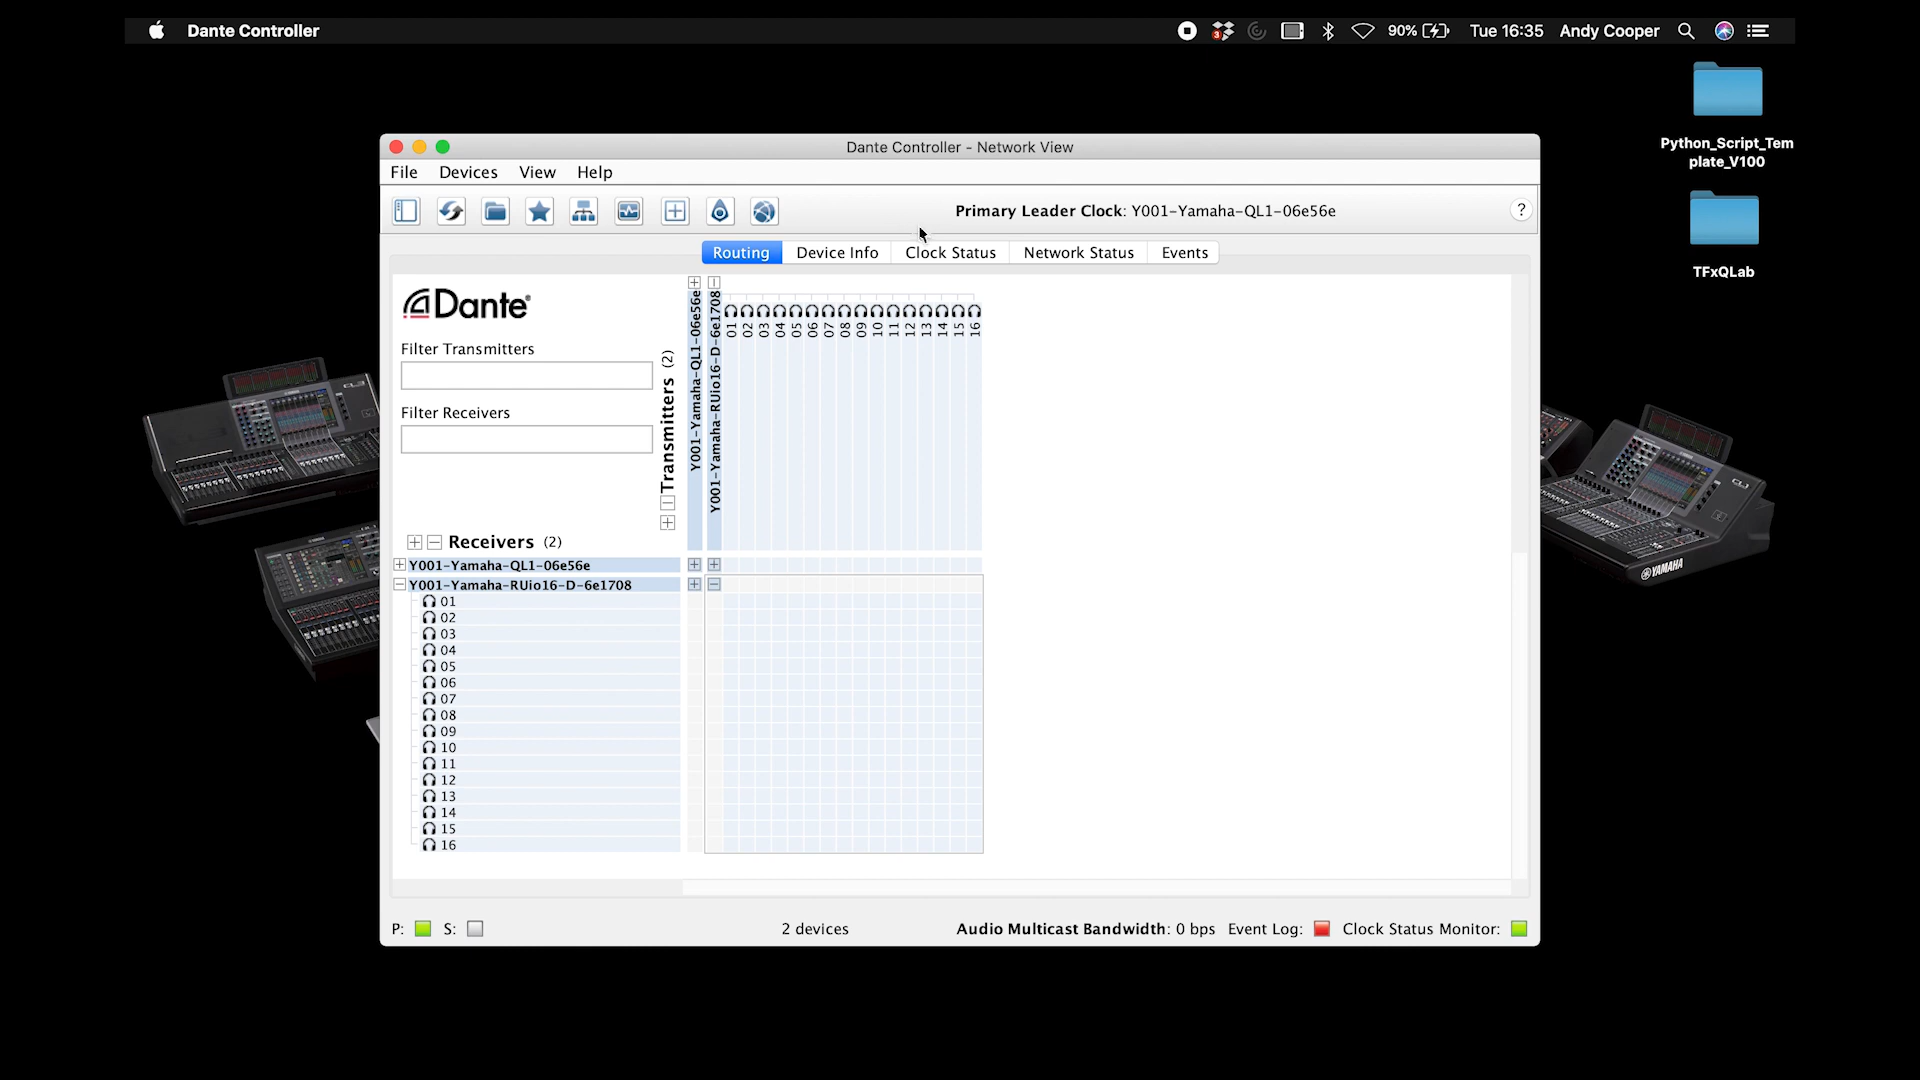 Dante Controller
3
90%
Tue 16:35
Andy Cooper
Python_Script_Tem
plate_V100
TFxQLab
Dante Controller - Network View
File
Devices
View
Help
Primary Leader Clock: Y001-Yamaha-QL1-06e56e
?
Routing
Device Info
Clock Status
Network Status
Events
Dante®
Filter Transmitters
Filter Receivers
Transmitters (2)
Y001-Yamaha-QL1-06e56e
Y001-Yamaha-RUio16-D-6e1708
01
02
03
04
05
06
07
08
09
10
11
12
13
14
15
16
Receivers (2)
Y001-Yamaha-QL1-06e56e
Y001-Yamaha-RUio16-D-6e1708
01
02
03
04
05
06
07
08
09
10
11
12
13
14
15
16
YAMAHA
P:
S:
2 devices
Audio Multicast Bandwidth: 0 bps
Event Log:
Clock Status Monitor: